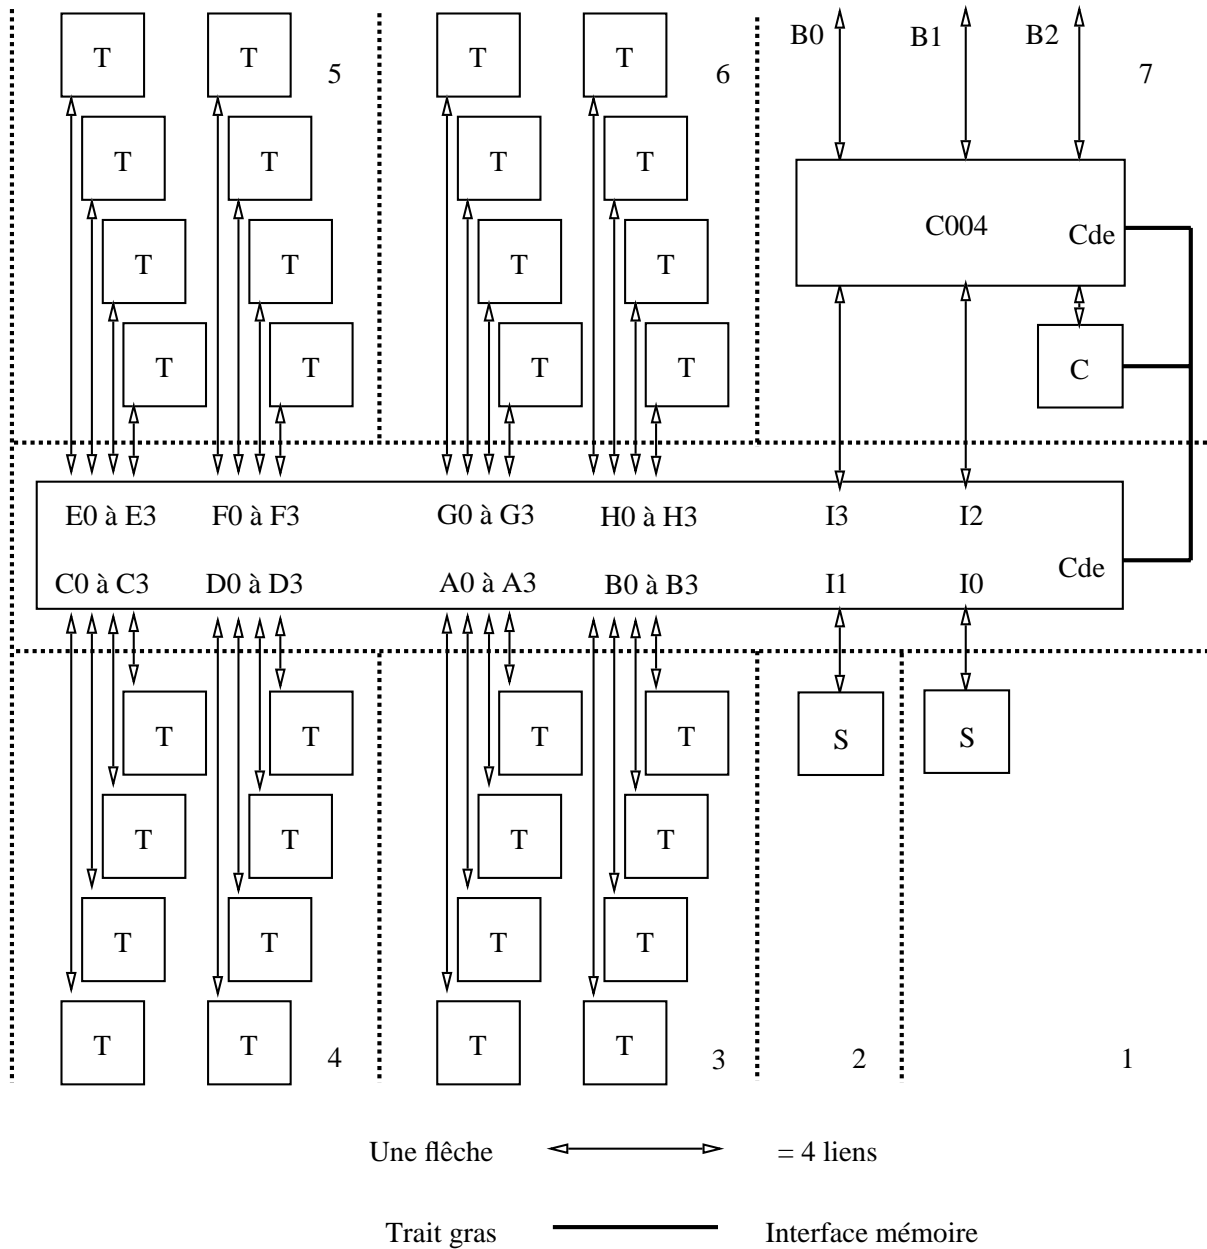 T T T T B0 B1 B2
5 6 7
T T T T
C004 Cde
T T T T
T T T T C
E0 à E3 F0 à F3 G0 à G3 H0 à H3 I3 I2
Cde
C0 à C3 D0 à D3 A0 à A3 B0 à B3 I1 I0
T T T T S S
T T T T
T T T T
T T T T
4 3 2 1
Une flêche = 4 liens
Trait gras Interface mémoire